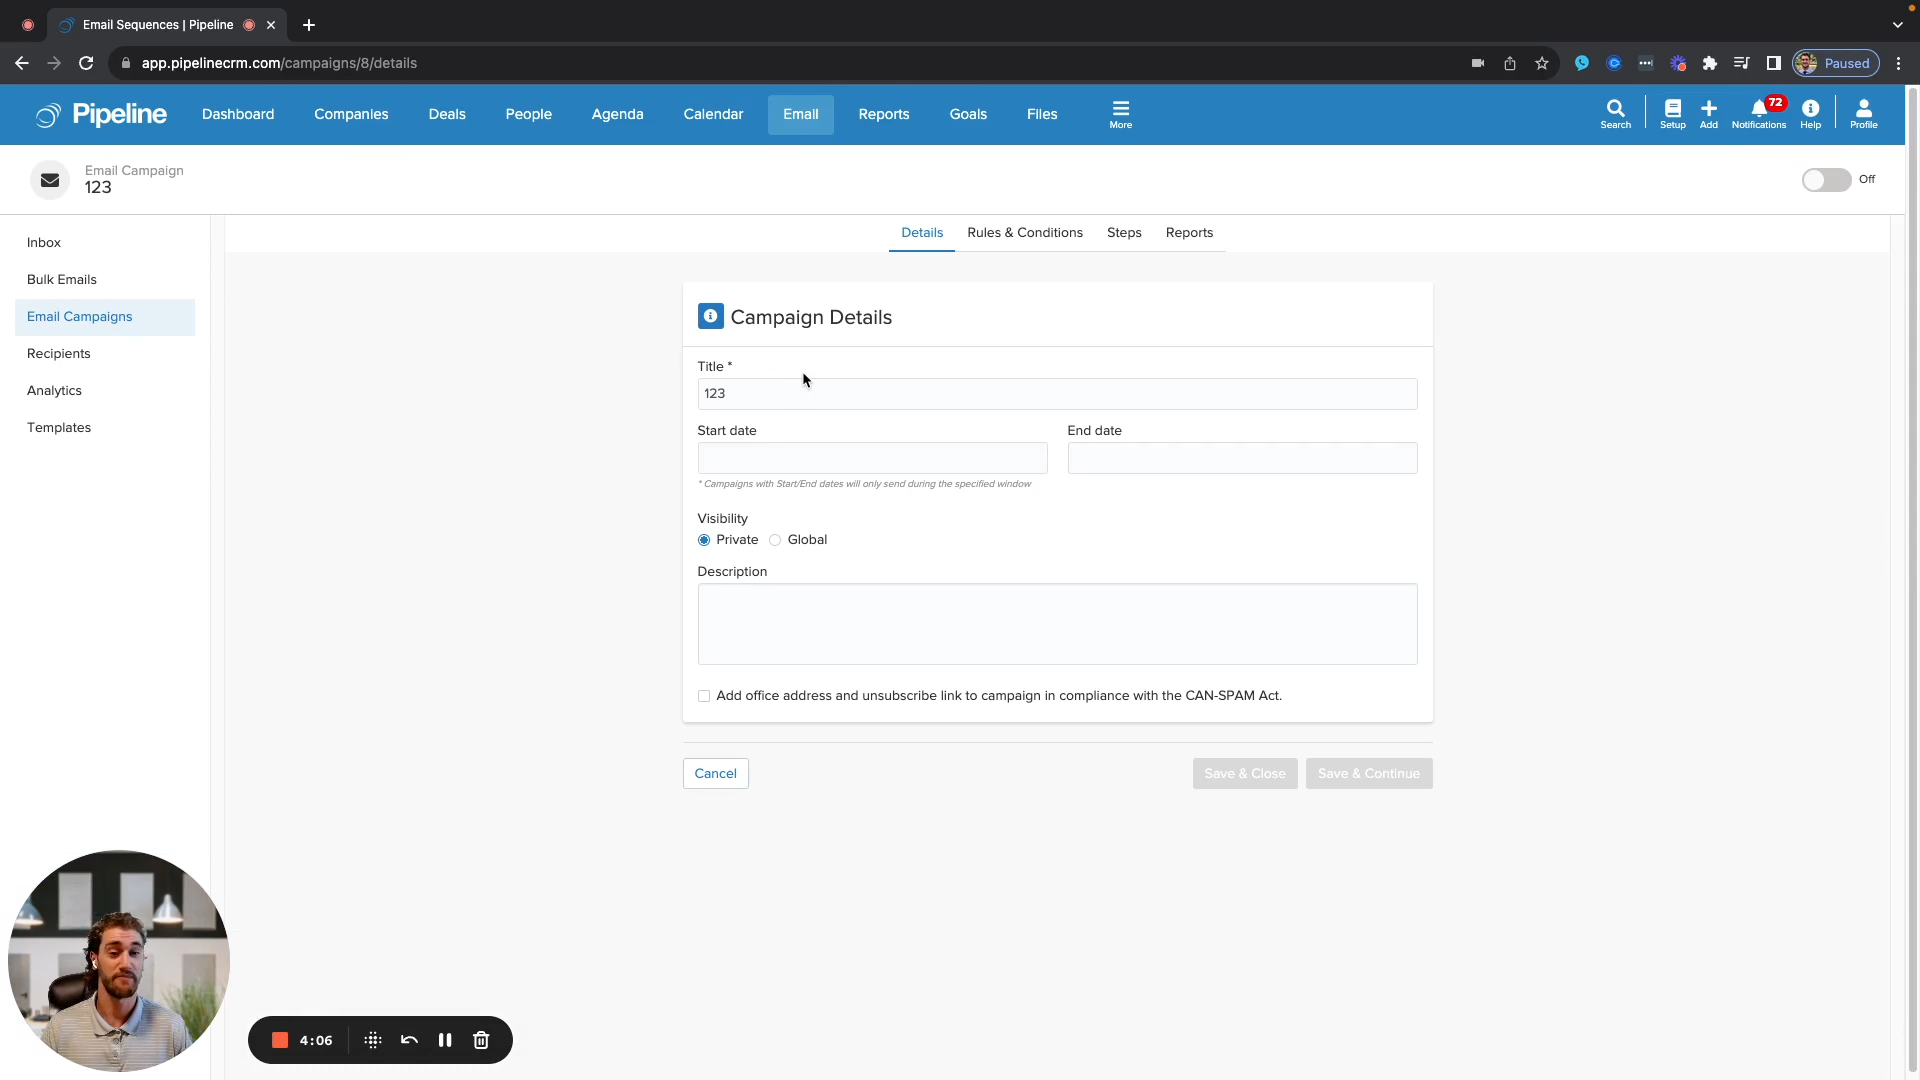 Email Sequences | Pipeline
app.pipelinecrm.com/campaigns/8/details
Paused
Pipeline
Dashboard
Companies
Deals
People
Agenda
Calendar
Email
Reports
Goals
Files
More
Search
Setup
Add
72
Notifications
Help
Profile
Email Campaign
123
Off
Inbox
Bulk Emails
Email Campaigns
Recipients
Analytics
Templates
Details
Rules & Conditions
Steps
Reports
Campaign Details
Title *
123
Start date
End date
* Campaigns with Start/End dates will only send during the specified window
Visibility
Private
Global
Description
Add office address and unsubscribe link to campaign in compliance with the CAN-SPAM Act.
Cancel
Save & Close
Save & Continue
4:06